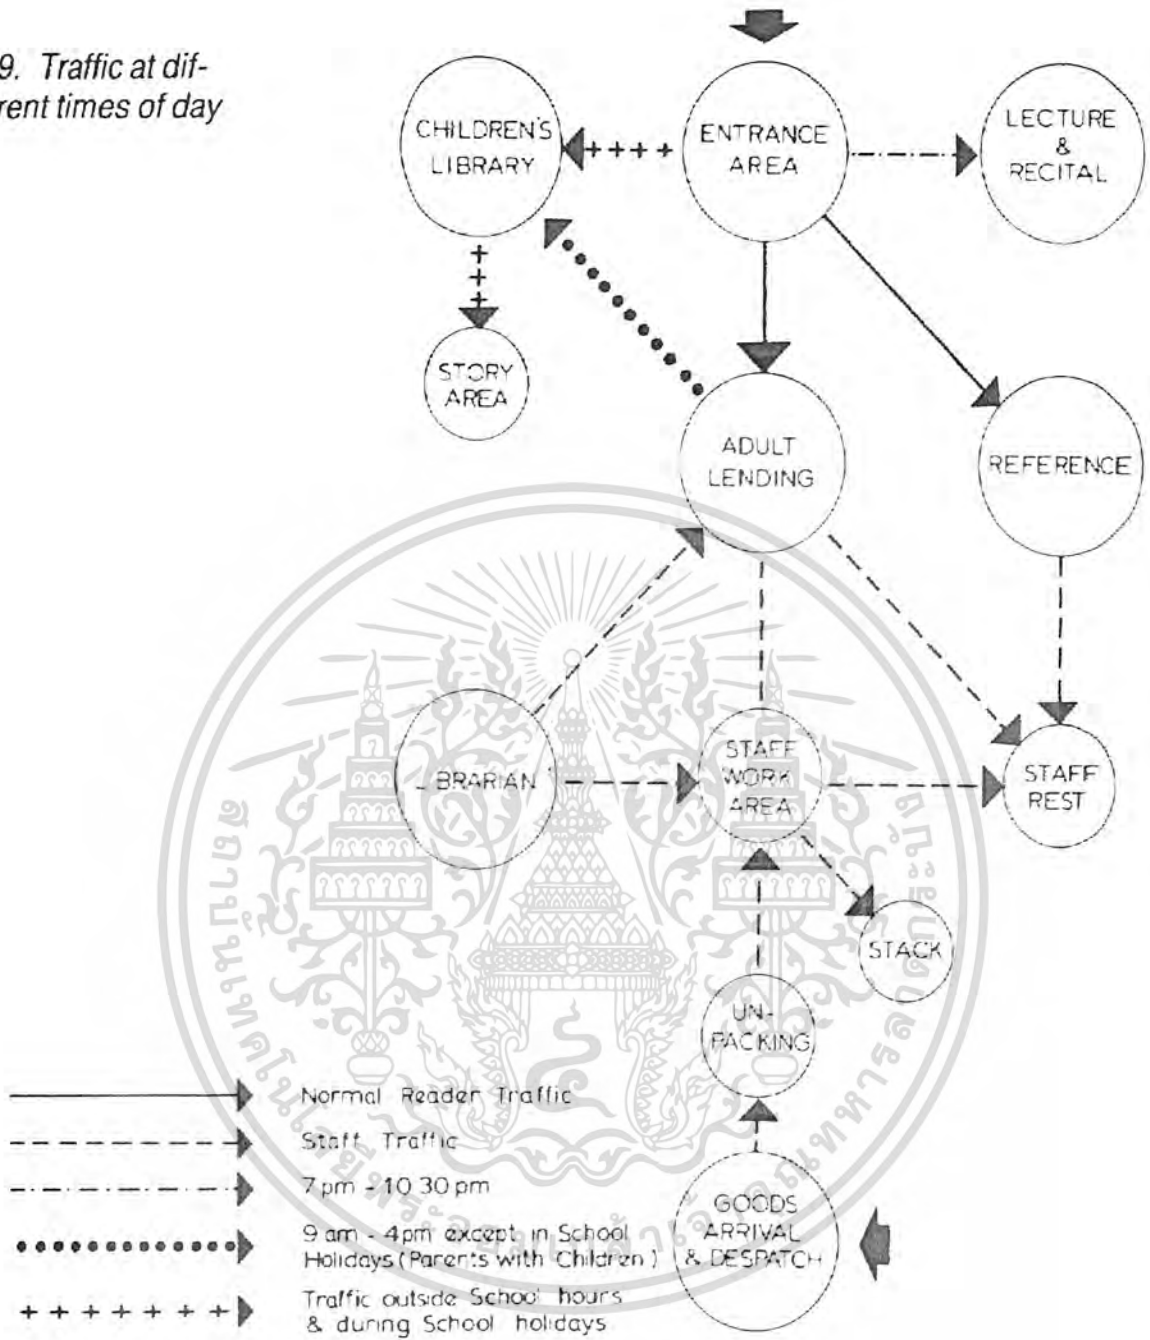 9. Traffic at dif-
rent times of day
CHILDREN'S
LIBRARY
ENTRANCE
AREA
LECTURE
&
RECITAL
STORY
AREA
ADULT
LENDING
REFERENCE
BRARIAN
STAFF
WORK
AREA
STAFF
REST
STACK
UN-
PACKING
GOODS
ARRIVAL
& DESPATCH
Normal Reader Traffic
Staff Traffic
7 pm - 10 30 pm
9 am - 4 pm except in School
Holidays (Parents with Children)
Traffic outside School hours
& during School holidays